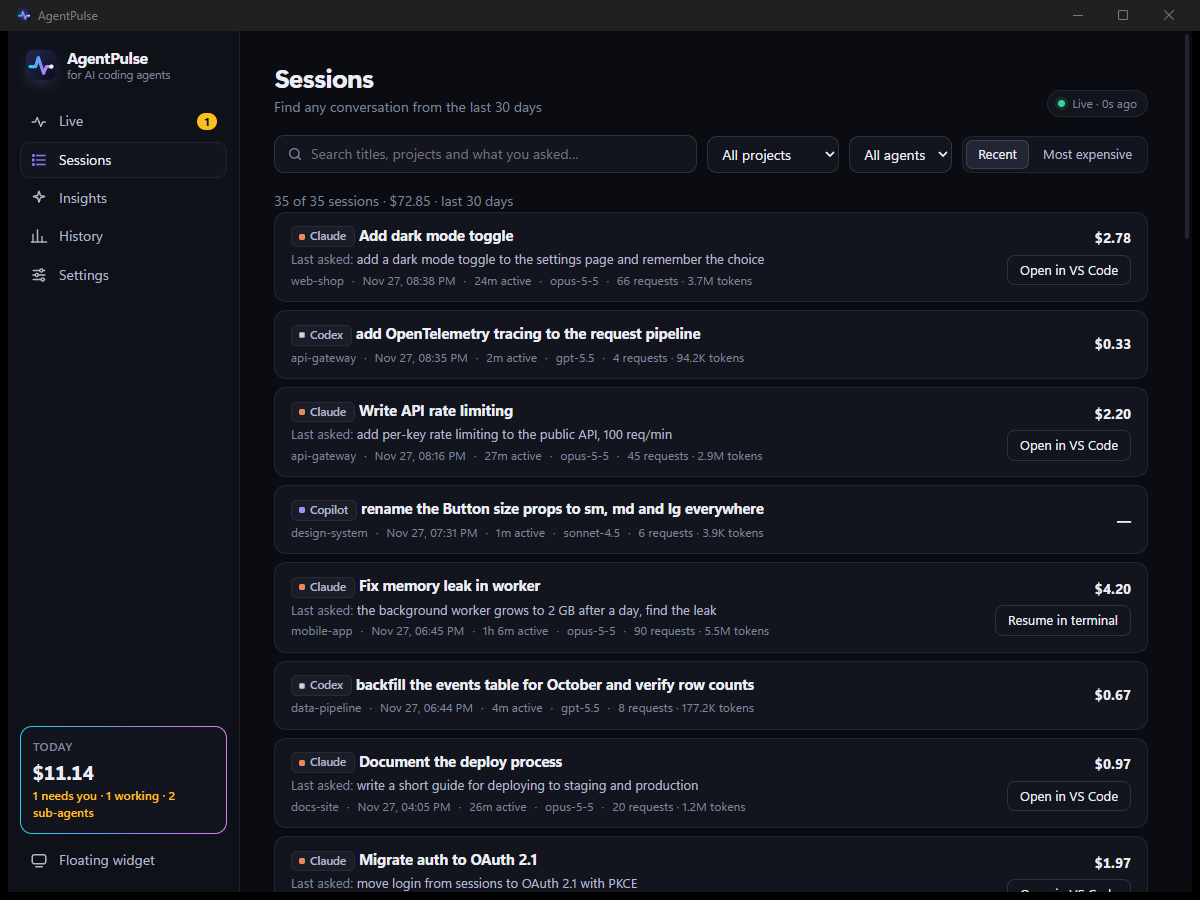 AgentPulse
AgentPulse
for AI coding agents
Live
1
Sessions
Insights
History
Settings
TODAY
$11.14
1 needs you · 1 working · 2
sub-agents
Floating widget
Sessions
Find any conversation from the last 30 days
Live · 0s ago
Search titles, projects and what you asked...
All projects
All agents
Recent
Most expensive
35 of 35 sessions · $72.85 · last 30 days
Claude Add dark mode toggle
$2.78
Last asked: add a dark mode toggle to the settings page and remember the choice
Open in VS Code
web-shop · Nov 27, 08:38 PM · 24m active · opus-5-5 · 66 requests · 3.7M tokens
Codex add OpenTelemetry tracing to the request pipeline
$0.33
api-gateway · Nov 27, 08:35 PM · 2m active · gpt-5.5 · 4 requests · 94.2K tokens
Claude Write API rate limiting
$2.20
Last asked: add per-key rate limiting to the public API, 100 req/min
Open in VS Code
api-gateway · Nov 27, 08:16 PM · 27m active · opus-5-5 · 45 requests · 2.9M tokens
Copilot rename the Button size props to sm, md and lg everywhere
—
design-system · Nov 27, 07:31 PM · 1m active · sonnet-4.5 · 6 requests · 3.9K tokens
Claude Fix memory leak in worker
$4.20
Last asked: the background worker grows to 2 GB after a day, find the leak
Resume in terminal
mobile-app · Nov 27, 06:45 PM · 1h 6m active · opus-5-5 · 90 requests · 5.5M tokens
Codex backfill the events table for October and verify row counts
$0.67
data-pipeline · Nov 27, 06:44 PM · 4m active · gpt-5.5 · 8 requests · 177.2K tokens
Claude Document the deploy process
$0.97
Last asked: write a short guide for deploying to staging and production
Open in VS Code
docs-site · Nov 27, 04:05 PM · 26m active · opus-5-5 · 20 requests · 1.2M tokens
Claude Migrate auth to OAuth 2.1
$1.97
Last asked: move login from sessions to OAuth 2.1 with PKCE
Open in VS Code